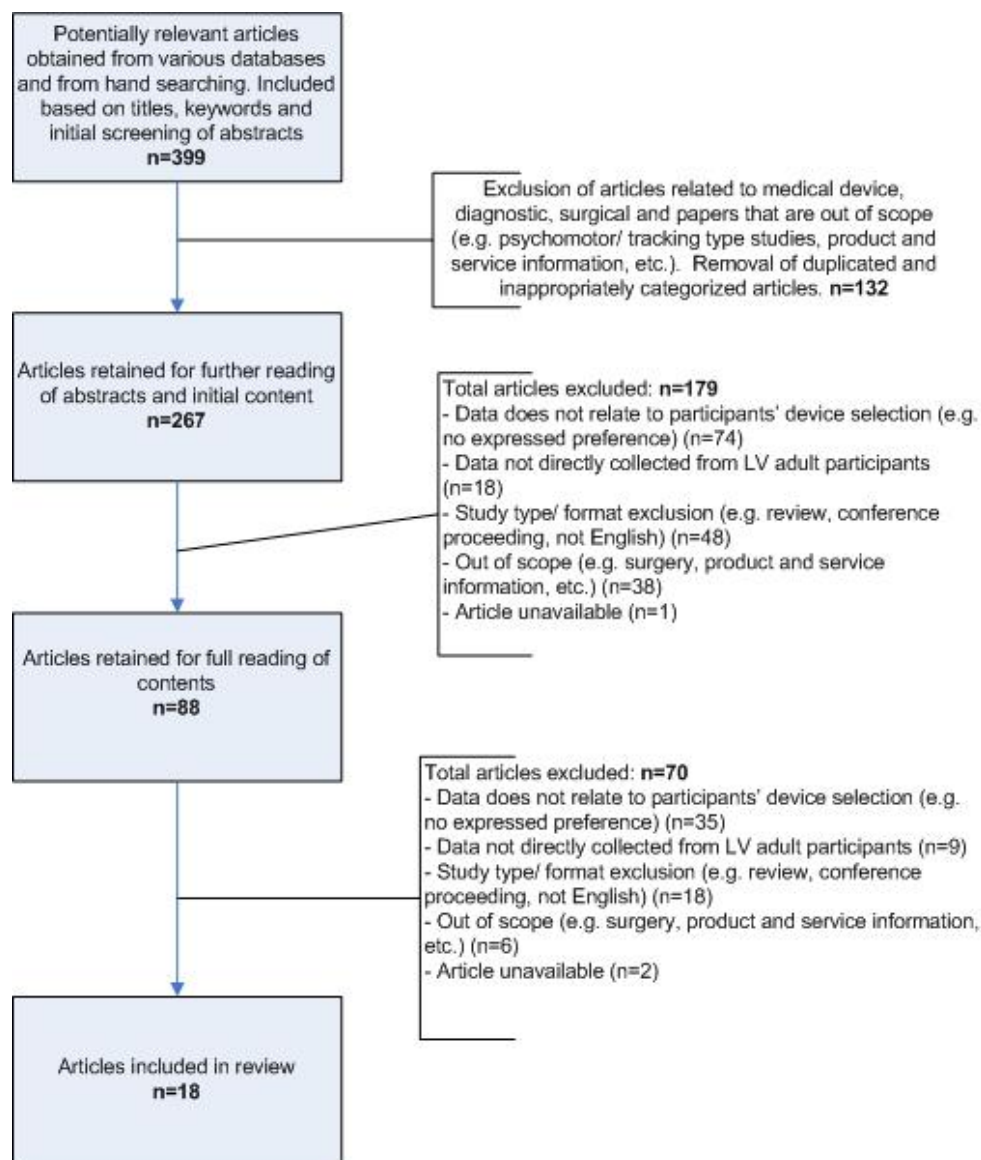 Potentially relevant articles
obtained from various databases
and from hand searching. Included
based on titles, keywords and
initial screening of abstracts
n=399
Exclusion of articles related to medical device,
diagnostic, surgical and papers that are out of scope
(e.g. psychomotor/ tracking type studies, product and
service information, etc.). Removal of duplicated and
inappropriately categorized articles. n=132
Articles retained for further reading
of abstracts and initial content
n=267
Total articles excluded: n=179
- Data does not relate to participants' device selection (e.g.
no expressed preference) (n=74)
- Data not directly collected from LV adult participants
(n=18)
- Study type/ format exclusion (e.g. review, conference
proceeding, not English) (n=48)
- Out of scope (e.g. surgery, product and service
information, etc.) (n=38)
- Article unavailable (n=1)
Articles retained for full reading of
contents
n=88
Total articles excluded: n=70
- Data does not relate to participants' device selection (e.g.
no expressed preference) (n=35)
- Data not directly collected from LV adult participants (n=9)
- Study type/ format exclusion (e.g. review, conference
proceeding, not English) (n=18)
- Out of scope (e.g. surgery, product and service information,
etc.) (n=6)
- Article unavailable (n=2)
Articles included in review
n=18